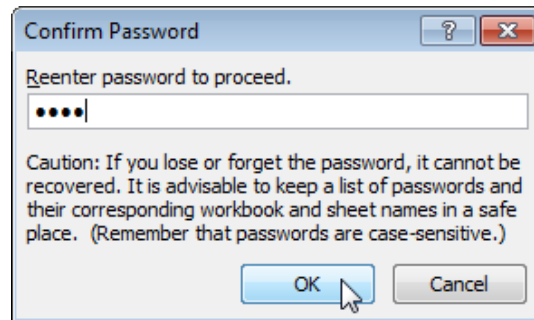 Confirm Password
Reenter password to proceed.
••••
Caution: If you lose or forget the password, it cannot be
recovered. It is advisable to keep a list of passwords and
their corresponding workbook and sheet names in a safe
place.  (Remember that passwords are case-sensitive.)
OK
Cancel